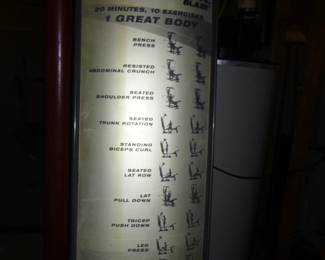 BLAZE
20 MINUTES, 10 EXERCISES,
1 GREAT BODY
BENCH
PRESS
RESISTED
ABDOMINAL CRUNCH
SEATED
SHOULDER PRESS
SEATED
TRUNK ROTATION
STANDING
BICEPS CURL
SEATED
LAT ROW
LAT
PULL DOWN
TRICEP
PUSH DOWN
LEG
PRESS